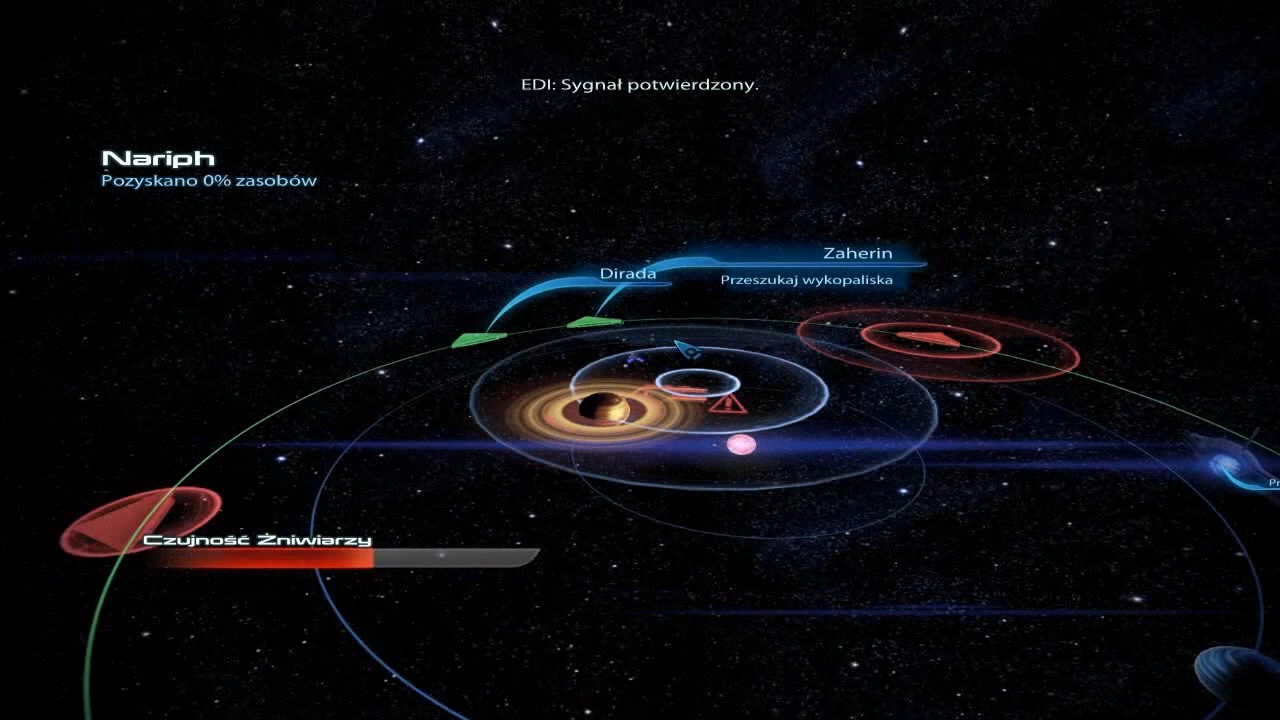 EDI: Sygnał potwierdzony.
Nariph
Pozyskano 0% zasobów
Zaherin
Dirada
Przeszukaj wykopaliska
Czujność Żniwiarzy